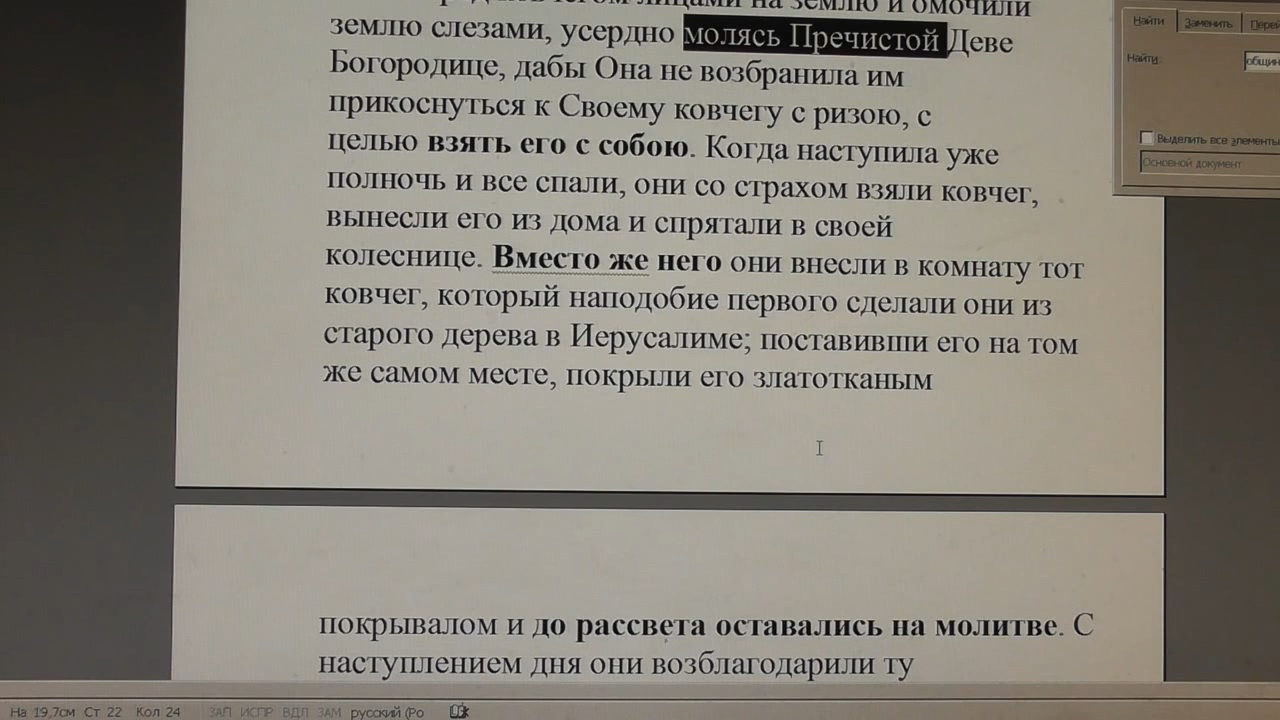 лицами на землю и омочили
землю слезами, усердно молясь Пречистой Деве
Богородице, дабы Она не возбранила им
прикоснуться к Своему ковчегу с ризою, с
целью взять его с собою. Когда наступила уже
полночь и все спали, они со страхом взяли ковчег,
вынесли его из дома и спрятали в своей
колеснице. Вместо же него они внесли в комнату тот
ковчег, который наподобие первого сделали они из
старого дерева в Иерусалиме; поставивши его на том
же самом месте, покрыли его златотканым
покрывалом и до рассвета оставались на молитве. С
наступлением дня они возблагодарили ту
Найти Заменить
Найти:
Выделить все элементы
Основной документ
На 19,7см Ст 22 Кол 24 ЗАП ИСПР ВДЛ ЗАМ русский (Ро